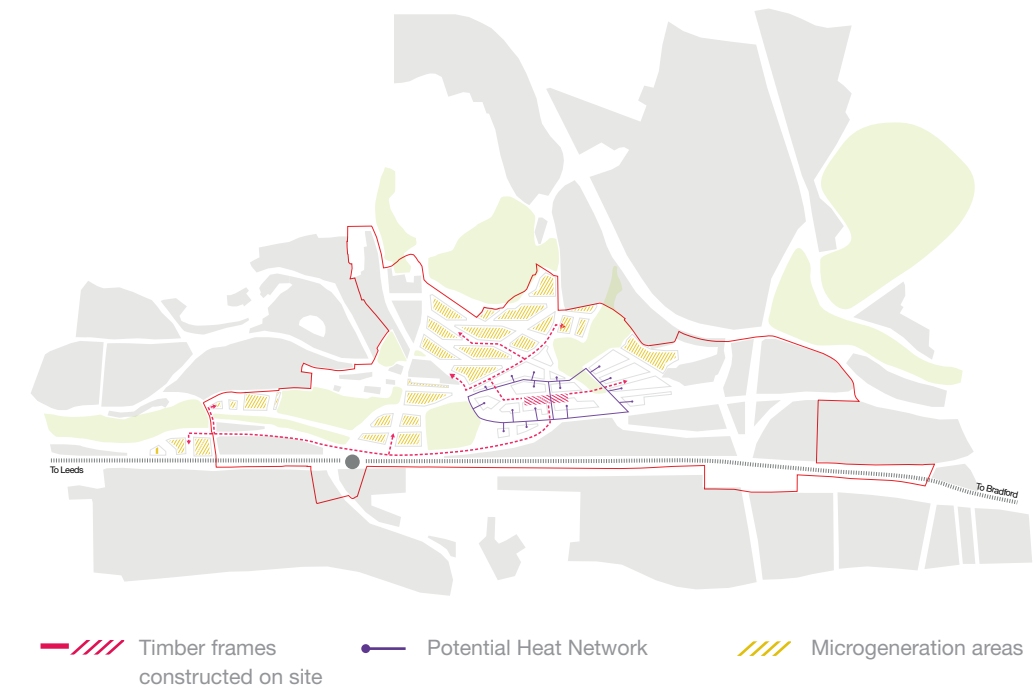 To Leeds
To Bradford
Timber frames
constructed on site
Potential Heat Network
Microgeneration areas